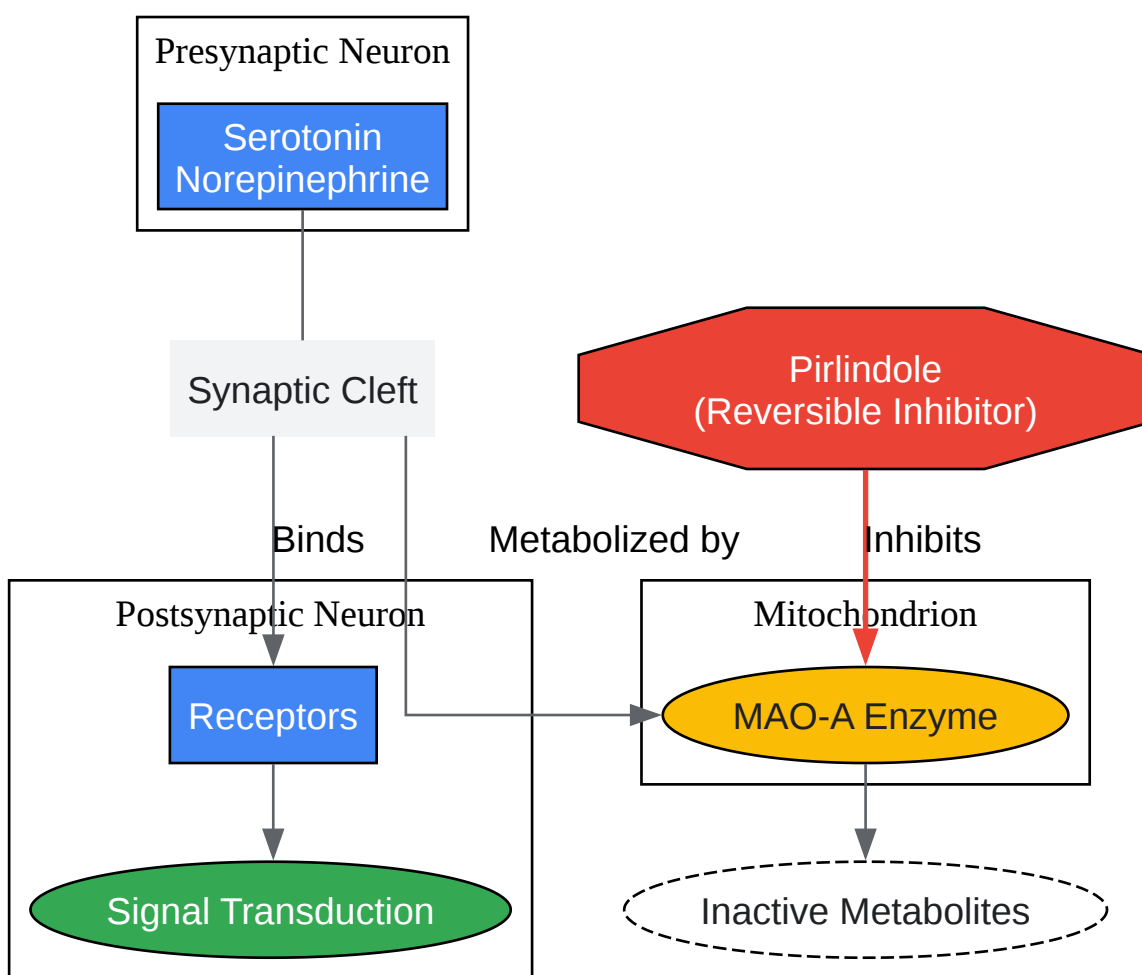 Presynaptic Neuron
Serotonin
Norepinephrine
Synaptic Cleft
Pirlindole
(Reversible Inhibitor)
Binds
Metabolized by
Inhibits
Postsynaptic Neuron
Mitochondrion
Receptors
MAO-A Enzyme
Signal Transduction
Inactive Metabolites